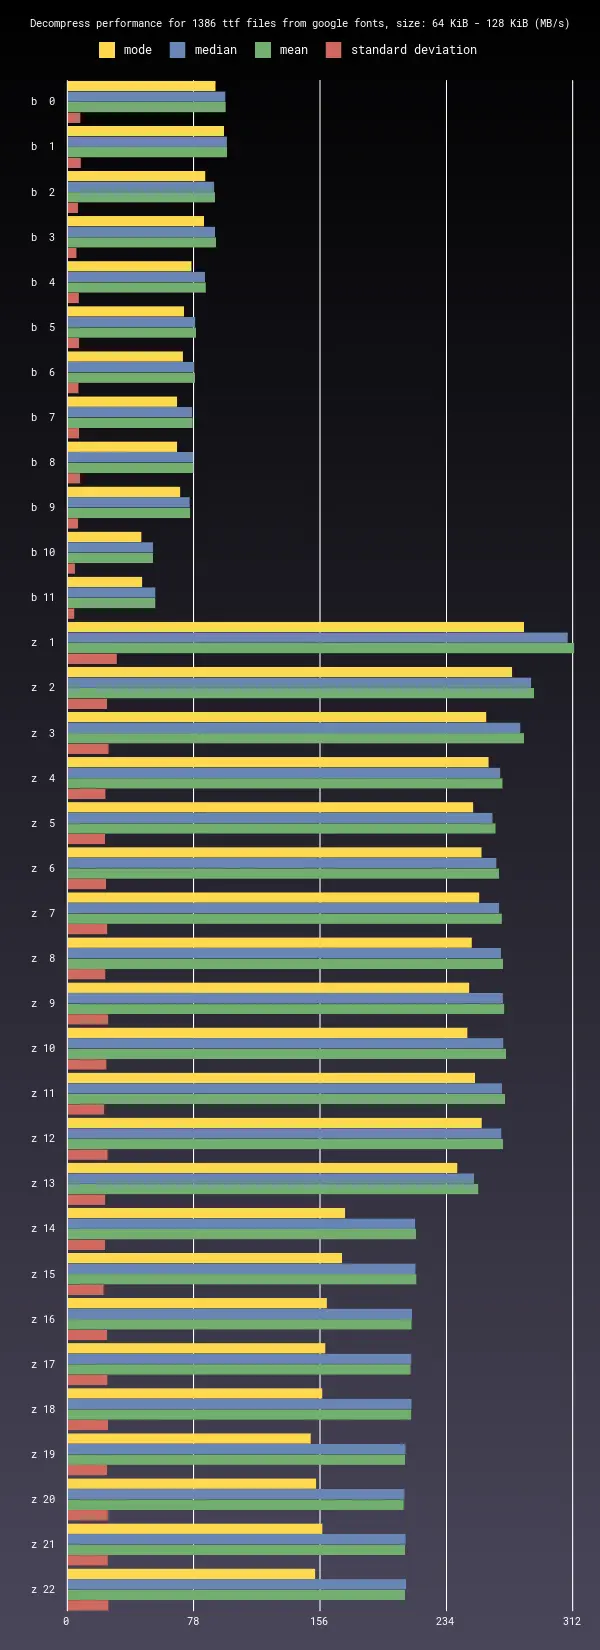 Decompress performance for 1386 ttf files from google fonts, size: 64 KiB - 128 KiB (MB/s)
mode median mean standard deviation
b 0
b 1
b 2
b 3
b 4
b 5
b 6
b 7
b 8
b 9
b 10
b 11
z 1
z 2
z 3
z 4
z 5
z 6
z 7
z 8
z 9
z 10
z 11
z 12
z 13
z 14
z 15
z 16
z 17
z 18
z 19
z 20
z 21
z 22
0 78 156 234 312